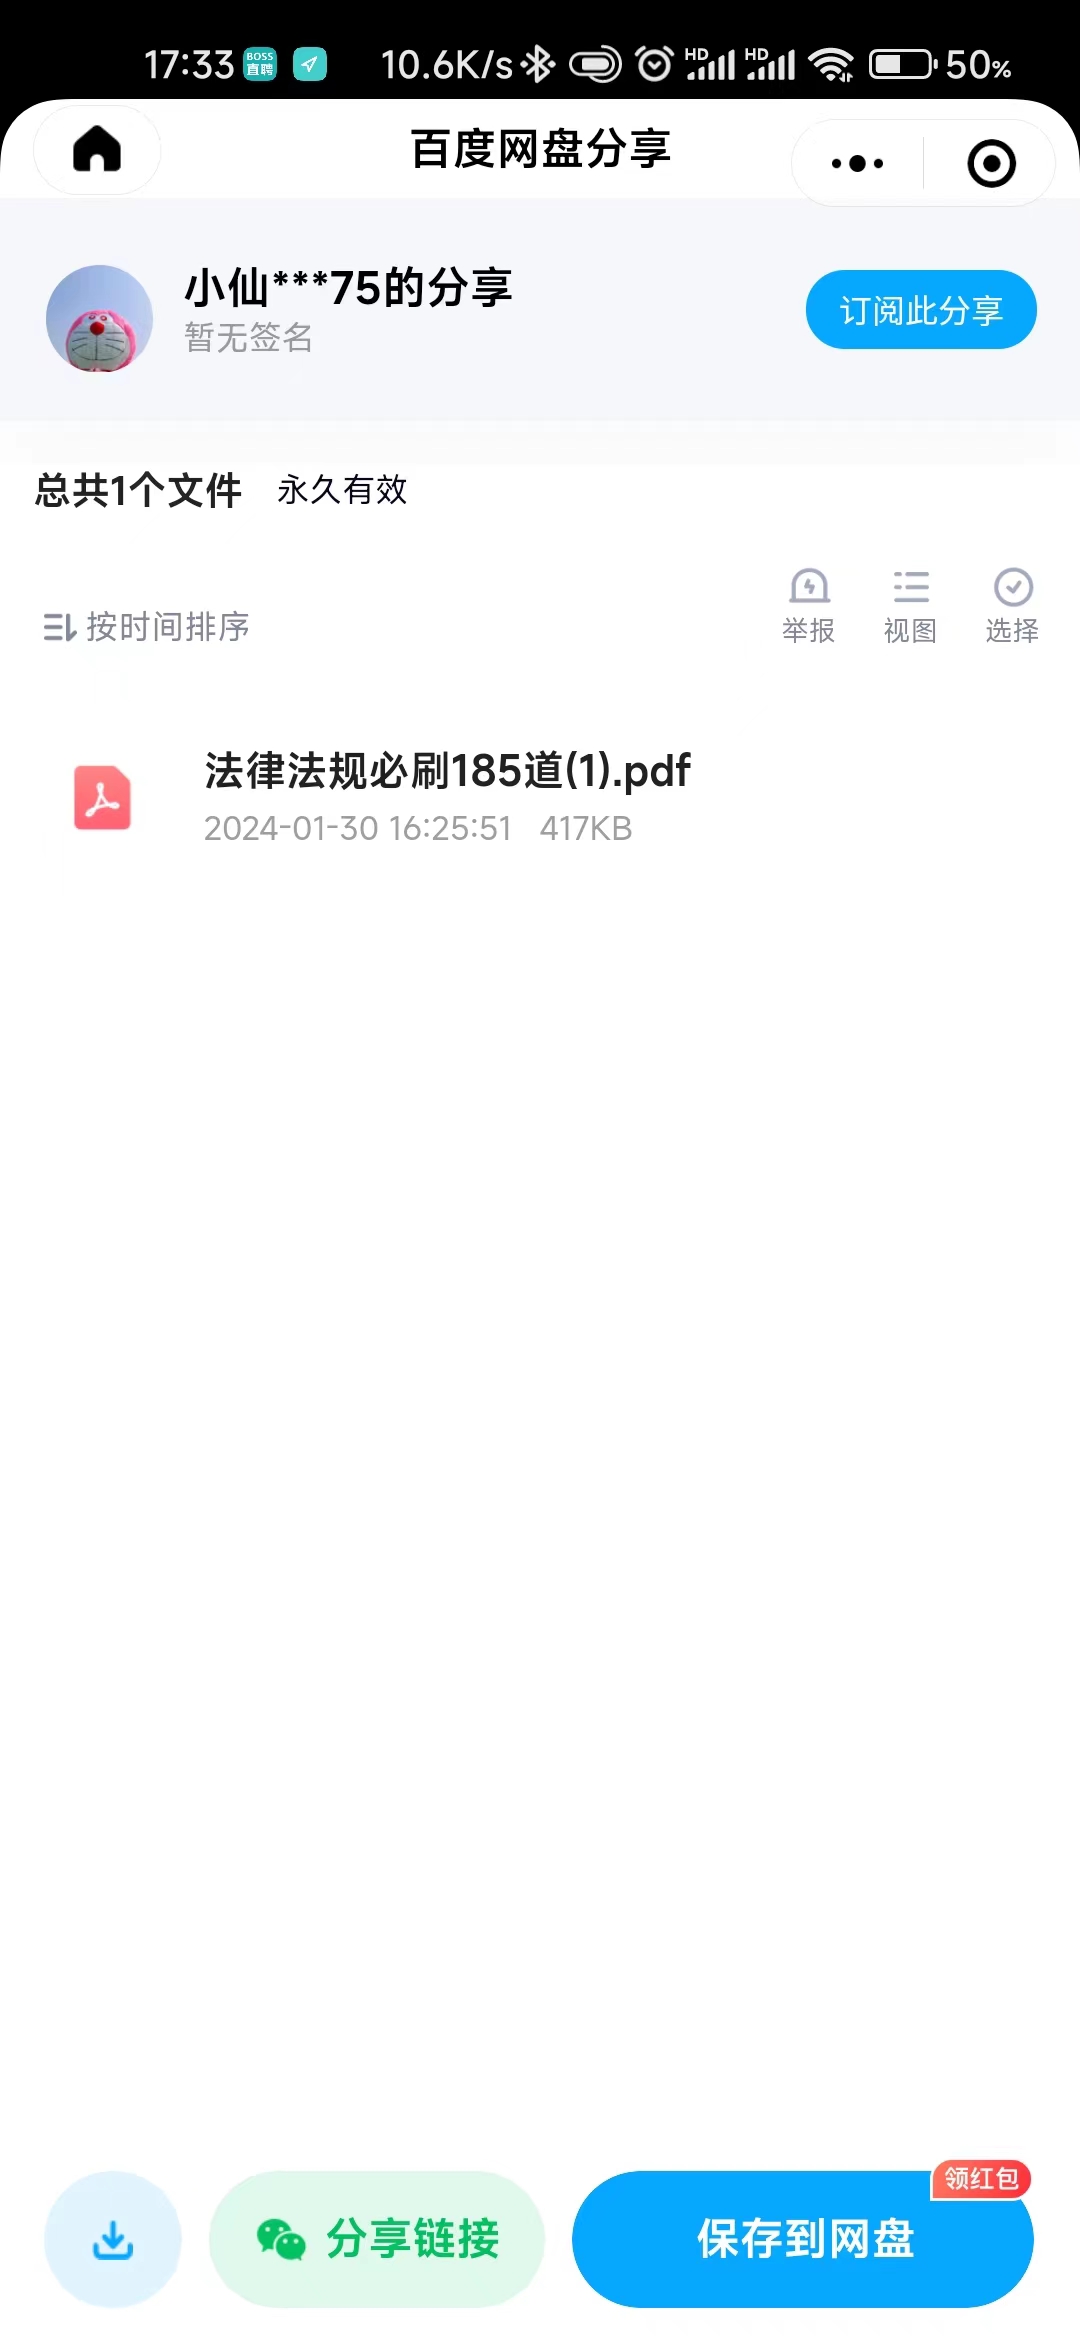 17:33 BOSS直聘 10.6K/s HD HD 50%
百度网盘分享
小仙***75的分享
暂无签名
订阅此分享
总共1个文件 永久有效
按时间排序 举报 视图 选择
法律法规必刷185道(1).pdf
2024-01-30 16:25:51 417KB
领红包
分享链接 保存到网盘